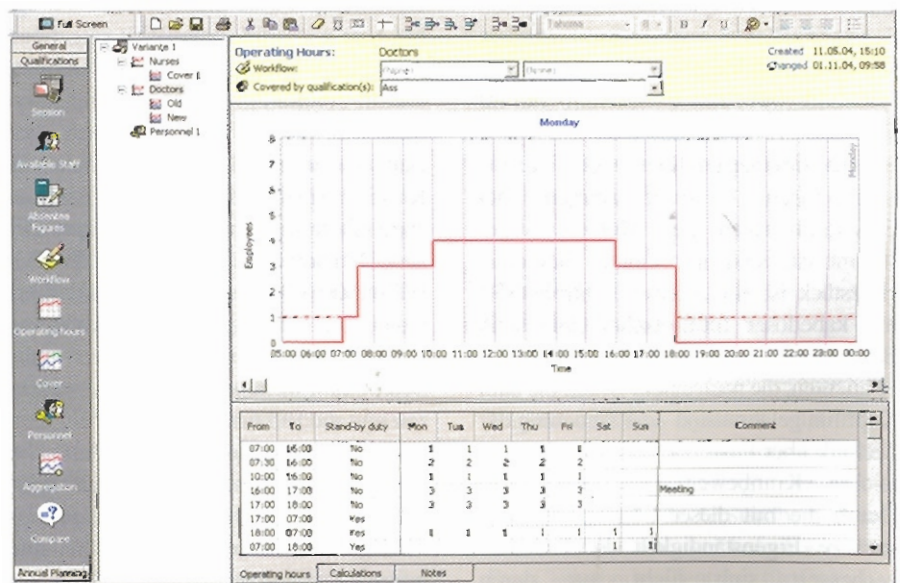 Full Screen
Tahoma
8
B I U
General
Qualifications
Session
Available Staff
Absentee
Figures
Workflow
Operating hours
Cover
Personnel
Aggregation
Compare
Annual Planning
Variance 1
Nurses
Cover 1
Doctors
Old
New
Personnel 1
Operating Hours: Doctors
Created 11.05.04, 15:10
Workflow: (None) (None)
Changed 01.11.04, 09:58
Covered by qualification(s): Ass
Monday
Monday
Employees
8
7
6
5
4
3
2
1
0
05:00 06:00 07:00 08:00 09:00 10:00 11:00 12:00 13:00 14:00 15:00 16:00 17:00 18:00 19:00 20:00 21:00 22:00 23:00 00:00
Time
From To Stand-by duty Mon Tue Wed Thu Fri Sat Sun Comment
07:00 16:00 No 1 1 1 1 1
07:30 16:00 No 2 2 2 2 2
10:00 16:00 No 1 1 1 1 1
16:00 17:00 No 3 3 3 3 3 Meeting
17:00 18:00 No 3 3 3 3 3
17:00 07:00 Yes
18:00 07:00 Yes 1 1 1 1 1 1 1
07:00 18:00 Yes 1 1
Operating hours Calculations Notes